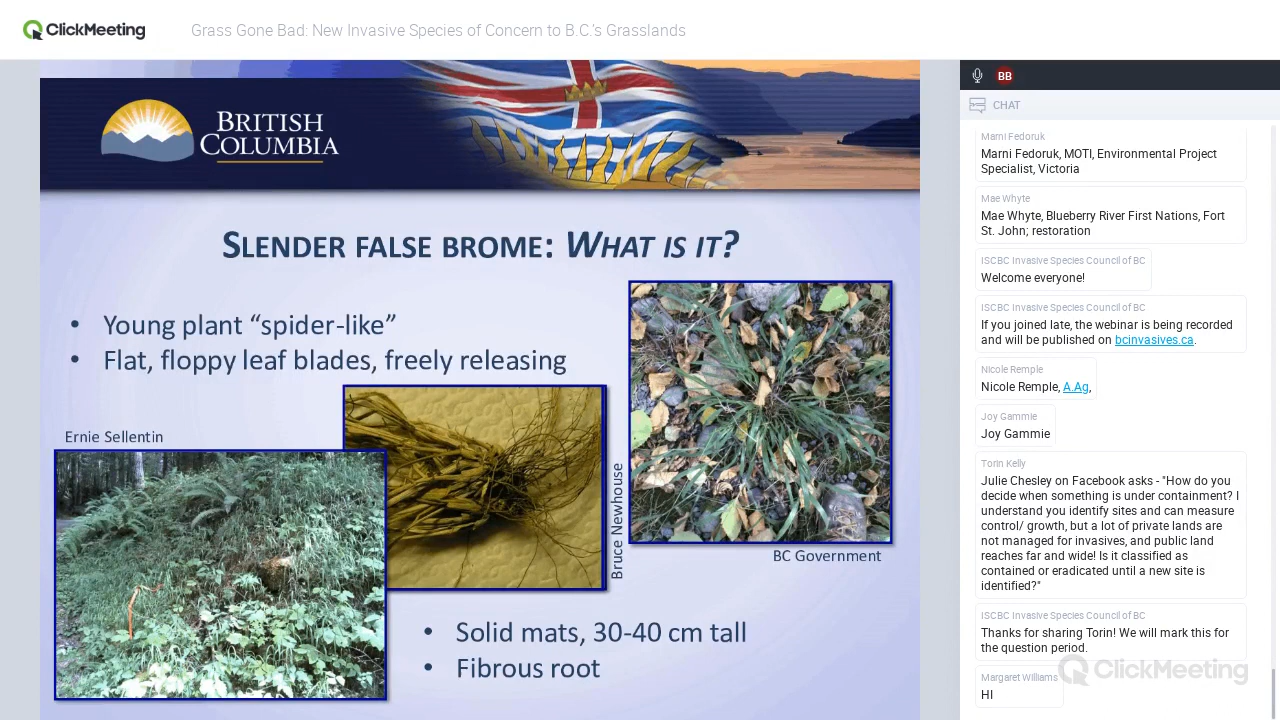 ClickMeeting
Grass Gone Bad: New Invasive Species of Concern to B.C.'s Grasslands
BRITISH
COLUMBIA
SLENDER FALSE BROME: WHAT IS IT?
• Young plant “spider-like”
• Flat, floppy leaf blades, freely releasing
Ernie Sellentin
Bruce Newhouse
BC Government
• Solid mats, 30-40 cm tall
• Fibrous root
BB
CHAT
Marni Fedoruk
Marni Fedoruk, MOTI, Environmental Project
Specialist, Victoria
Mae Whyte
Mae Whyte, Blueberry River First Nations, Fort
St. John; restoration
ISCBC Invasive Species Council of BC
Welcome everyone!
ISCBC Invasive Species Council of BC
If you joined late, the webinar is being recorded
and will be published on bcinvasives.ca.
Nicole Remple
Nicole Remple, A.Ag,
Joy Gammie
Joy Gammie
Torin Kelly
Julie Chesley on Facebook asks - "How do you
decide when something is under containment? I
understand you identify sites and can measure
control/ growth, but a lot of private lands are
not managed for invasives, and public land
reaches far and wide! Is it classified as
contained or eradicated until a new site is
identified?"
ISCBC Invasive Species Council of BC
Thanks for sharing Torin! We will mark this for
the question period.
Margaret Williams
HI
ClickMeeting